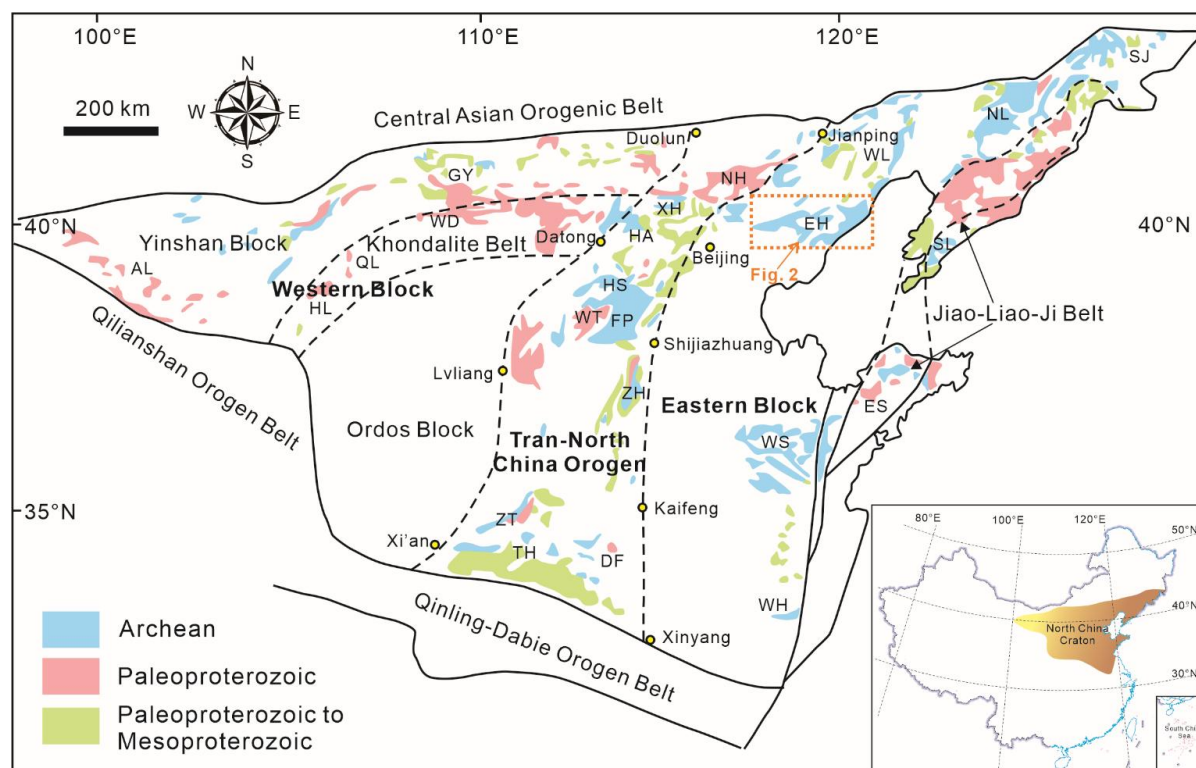 100°E
110°E
120°E
N
W
E
S
200 km
Central Asian Orogenic Belt
SJ
NL
Duolun
Jianping
WL
GY
NH
WD
XH
EH
40°N
40°N
Yinshan Block
Khondalite Belt
Datong
HA
Beijing
SL
Fig. 2
AL
QL
Western Block
HL
HS
WT
FP
Jiao-Liao-Ji Belt
Qilianshan Orogen Belt
Shijiazhuang
Lvliang
ZH
ES
Eastern Block
Ordos Block
WS
Tran-North
China Orogen
35°N
ZT
Kaifeng
Xi'an
TH
DF
WH
Qinling-Dabie Orogen Belt
Xinyang
Archean
Paleoproterozoic
Paleoproterozoic to
Mesoproterozoic
80°E
100°E
120°E
50°N
40°N
30°N
North China
Craton
South China
Sea